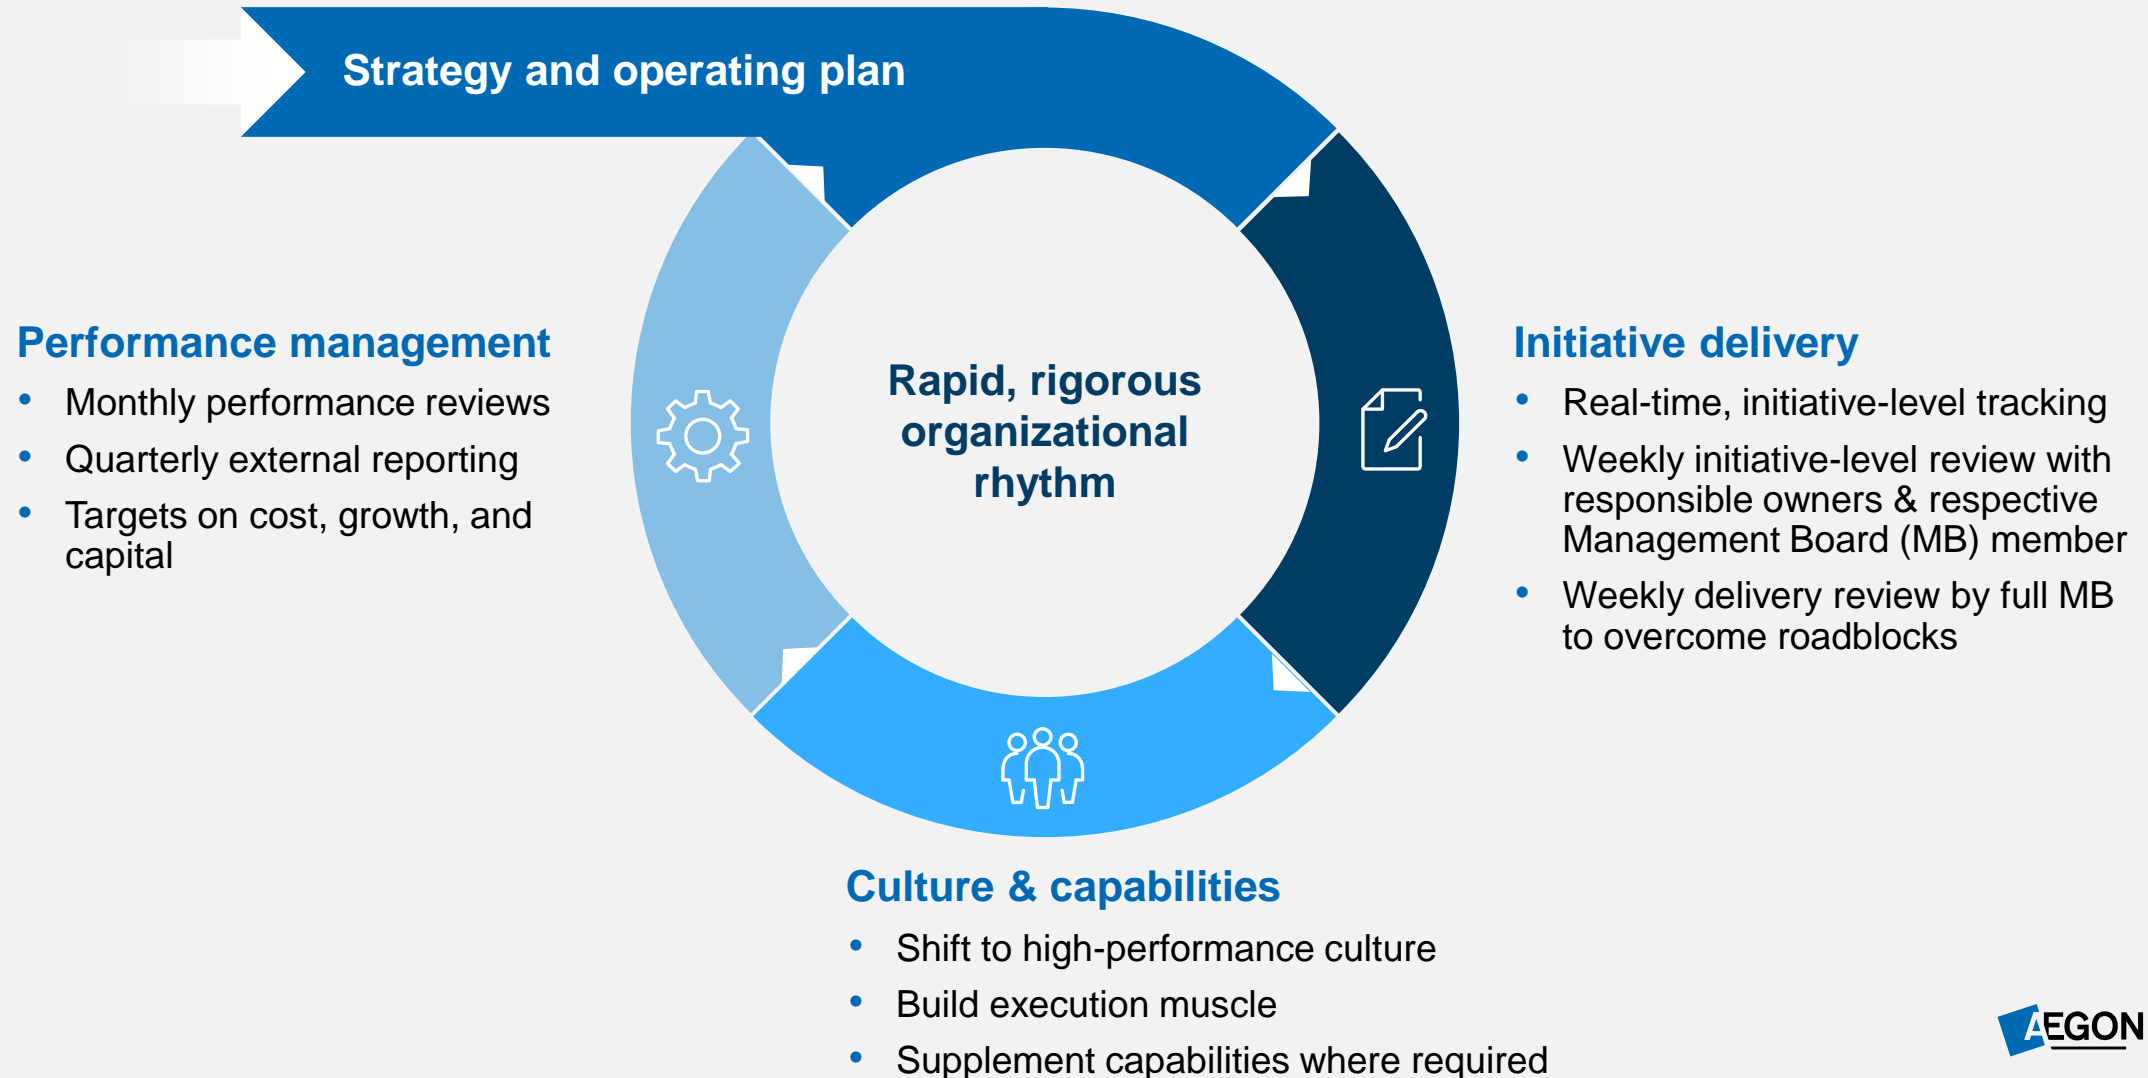 Strategy and operating plan
Performance management
• Monthly performance reviews
• Quarterly external reporting
• Targets on cost, growth, and
capital
Rapid, rigorous
organizational
rhythm
Initiative delivery
• Real-time, initiative-level tracking
• Weekly initiative-level review with
responsible owners & respective
Management Board (MB) member
• Weekly delivery review by full MB
to overcome roadblocks
Culture & capabilities
• Shift to high-performance culture
• Build execution muscle
• Supplement capabilities where required
AEGON